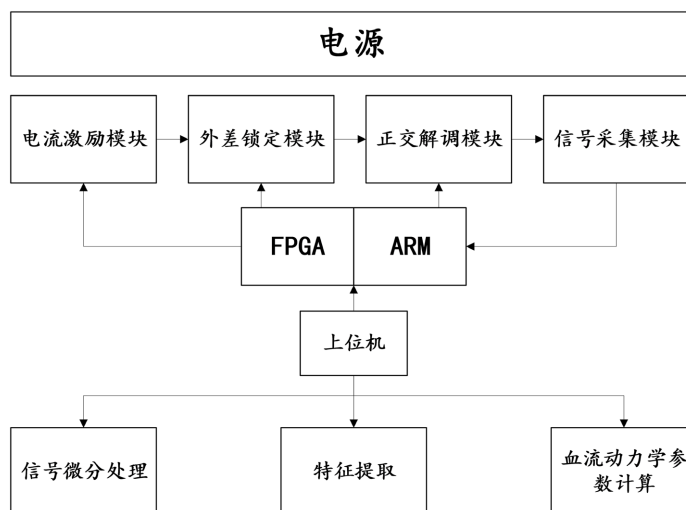 电源
电流激励模块
外差锁定模块
正交解调模块
信号采集模块
FPGA
ARM
上位机
信号微分处理
特征提取
血流动力学参
数计算